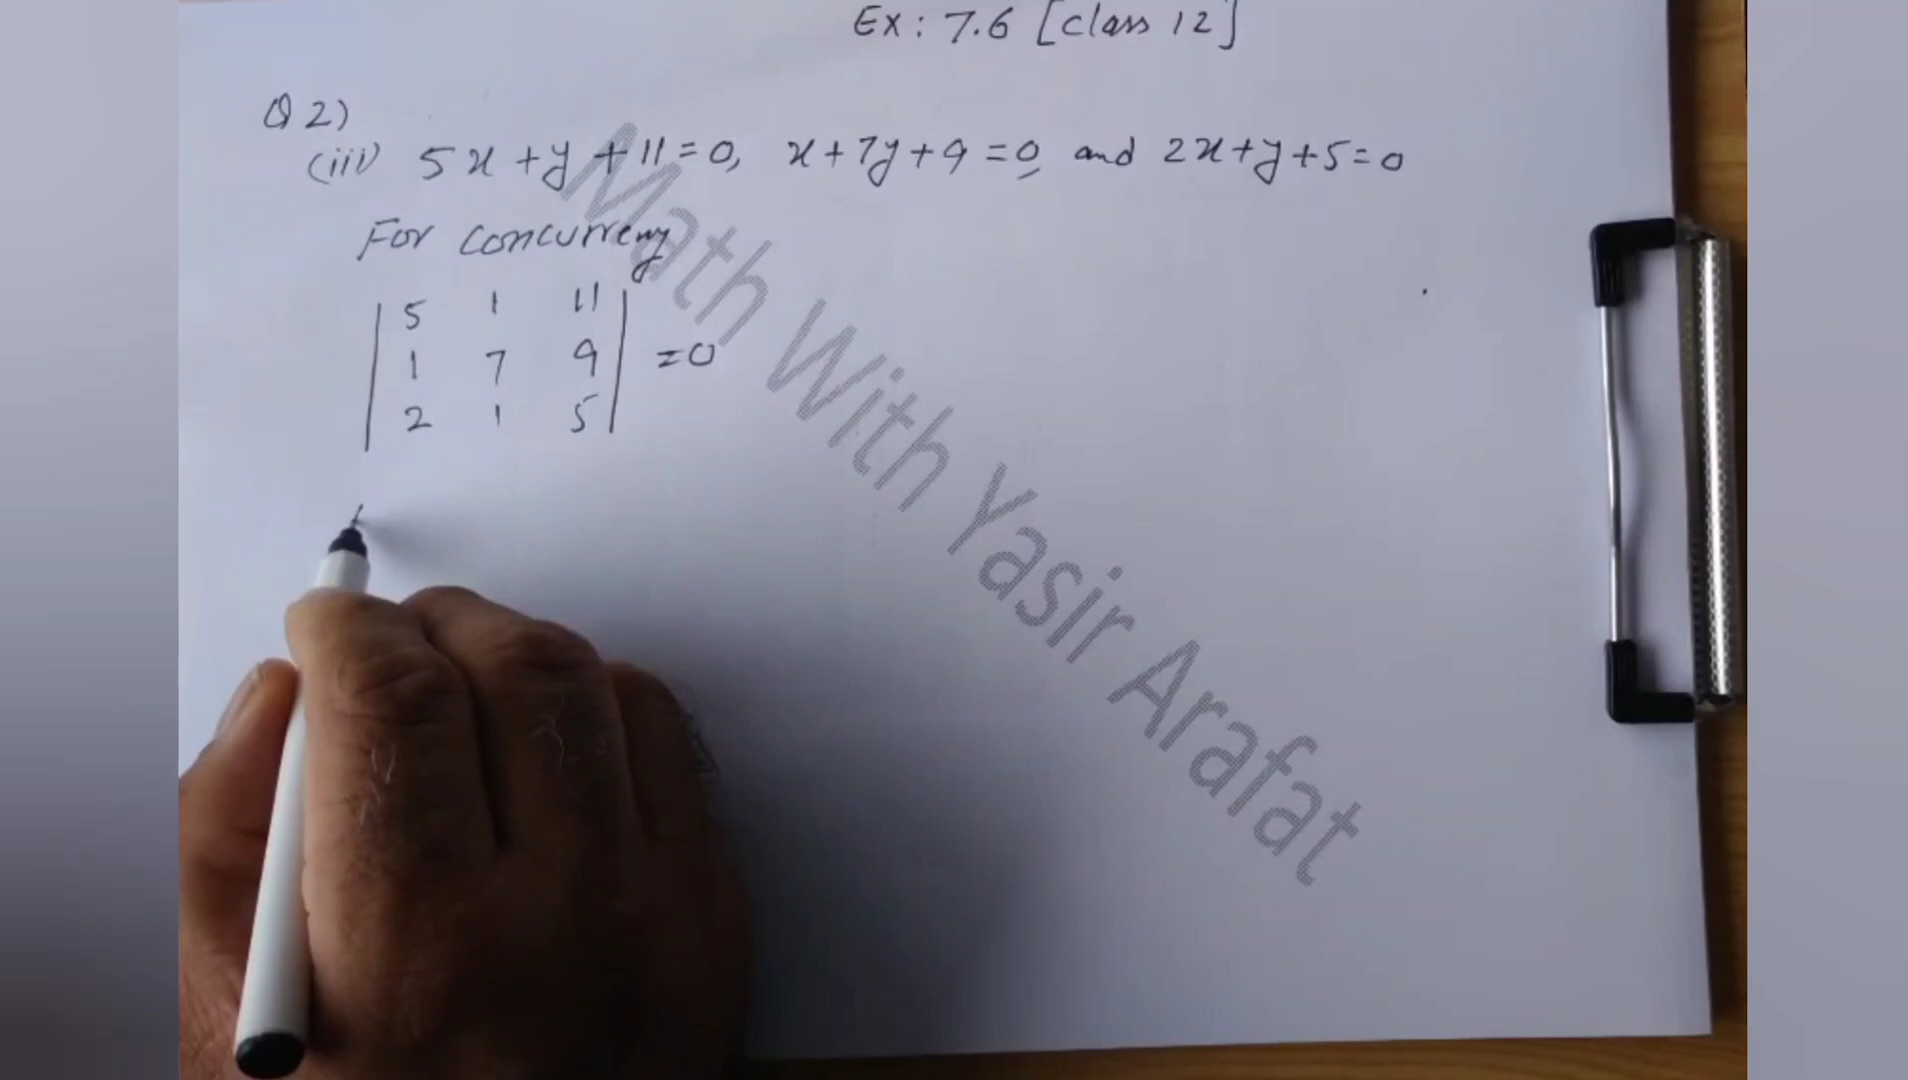 Ex: 7.6 [Class 12]
Q 2)
(iii) 5x+y+11=0, x+7y+9=0, and 2x+y+5=0
For concurreny
| 5 1 11 |
| 1 7 9 | =0
| 2 1 5 |
Math With Yasir Arafat